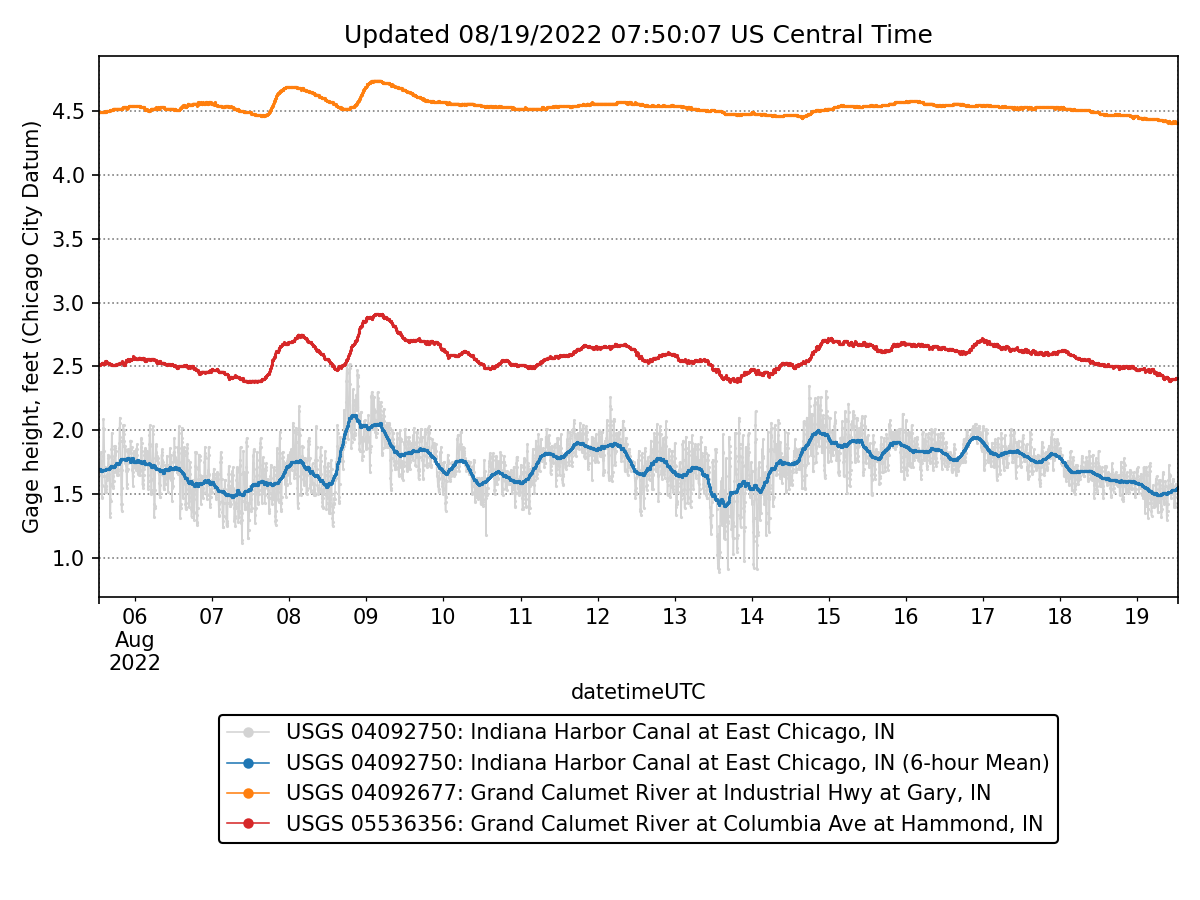 Updated 08/19/2022 07:50:07 US Central Time
Gage height, feet (Chicago City Datum)
4.5
4.0
3.5
3.0
2.5
2.0
1.5
1.0
06 07 08 09 10 11 12 13 14 15 16 17 18 19
Aug
2022
datetimeUTC
USGS 04092750: Indiana Harbor Canal at East Chicago, IN
USGS 04092750: Indiana Harbor Canal at East Chicago, IN (6-hour Mean)
USGS 04092677: Grand Calumet River at Industrial Hwy at Gary, IN
USGS 05536356: Grand Calumet River at Columbia Ave at Hammond, IN